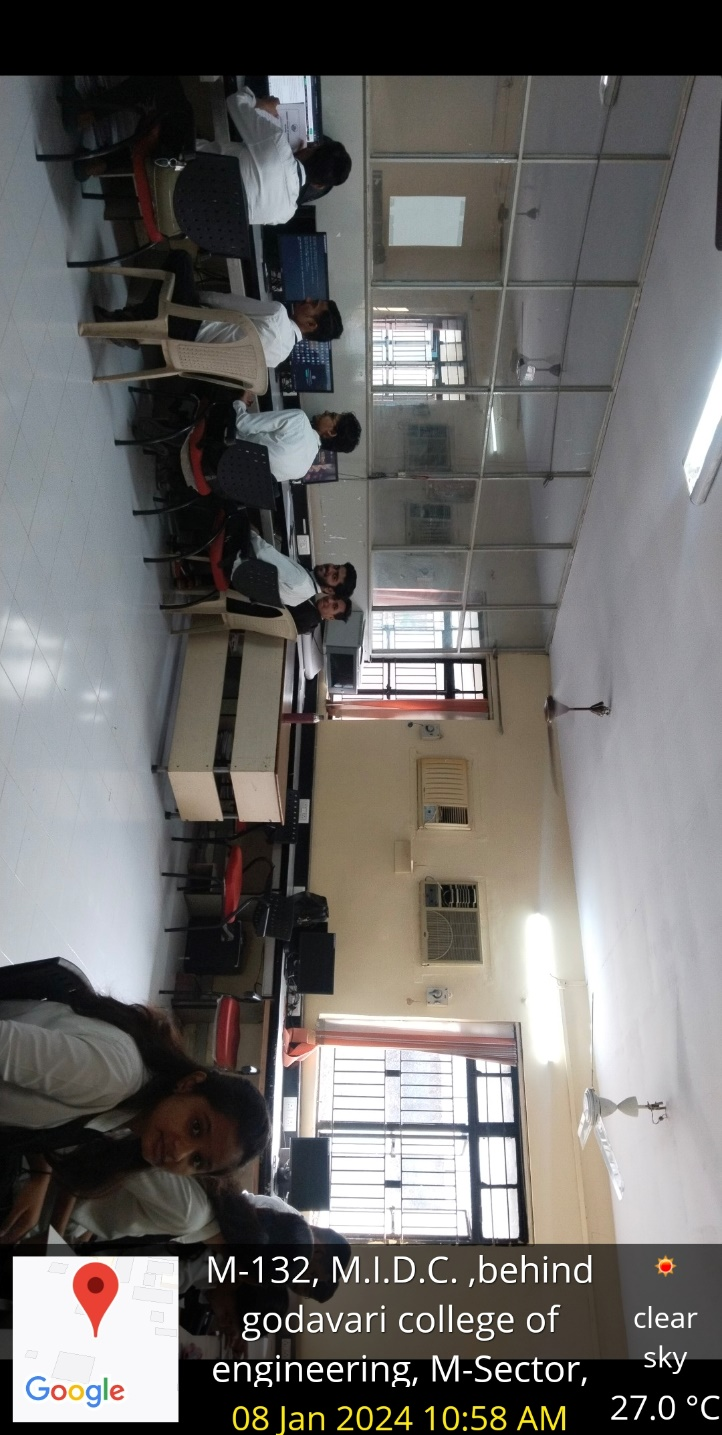 M-132, M.I.D.C. ,behind
godavari college of
engineering, M-Sector,
08 Jan 2024 10:58 AM
clear
sky
27.0 °C
Google